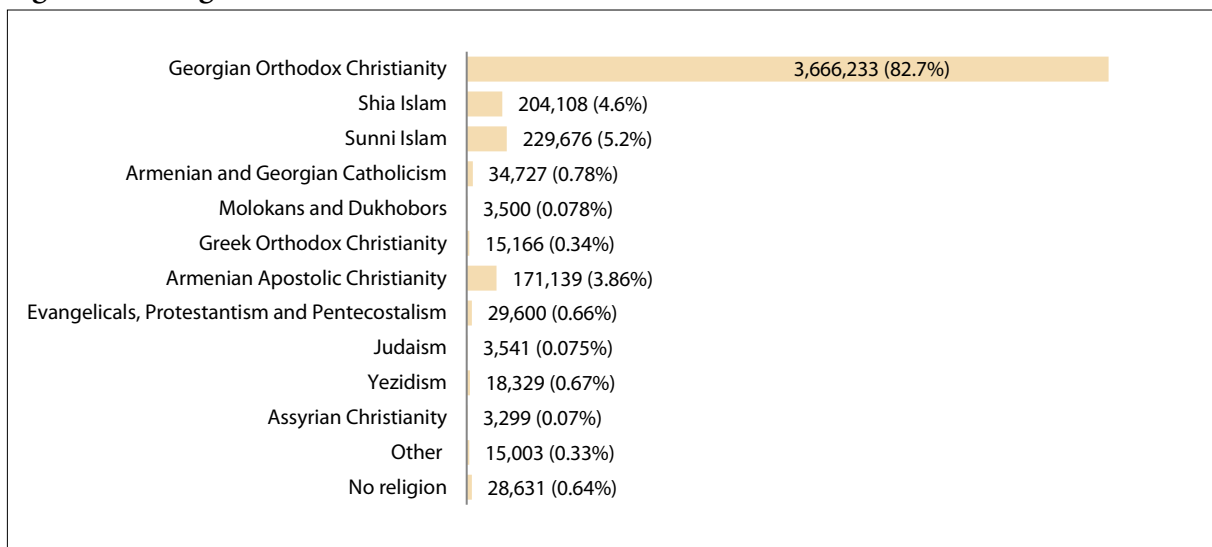 Georgian Orthodox Christianity 3,666,233 (82.7%)
Shia Islam 204,108 (4.6%)
Sunni Islam 229,676 (5.2%)
Armenian and Georgian Catholicism 34,727 (0.78%)
Molokans and Dukhobors 3,500 (0.078%)
Greek Orthodox Christianity 15,166 (0.34%)
Armenian Apostolic Christianity 171,139 (3.86%)
Evangelicals, Protestantism and Pentecostalism 29,600 (0.66%)
Judaism 3,541 (0.075%)
Yezidism 18,329 (0.67%)
Assyrian Christianity 3,299 (0.07%)
Other 15,003 (0.33%)
No religion 28,631 (0.64%)